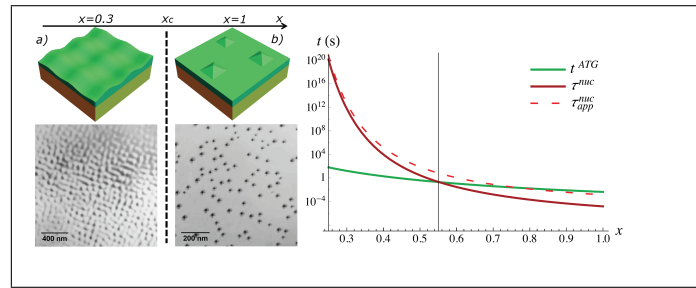 x=0.3 xc x=1 x
a) b)
400 nm
200 nm
t (s)
10^20
10^16
10^12
10^8
10^4
1
10^-4
0.3 0.4 0.5 0.6 0.7 0.8 0.9 1.0 x
t^ATG
τ^nuc
τ^nuc_app